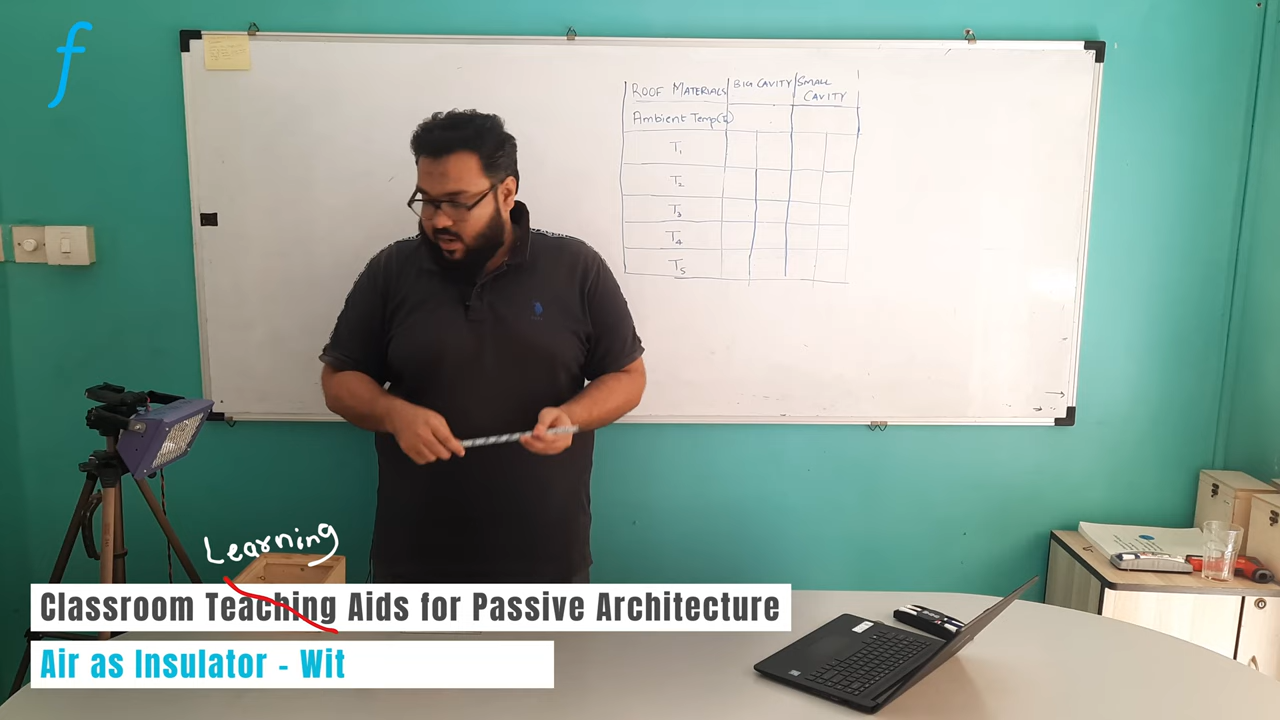 f
ROOF MATERIALS BIG CAVITY SMALL CAVITY
Ambient Temp
T1
T2
T3
T4
T5
Learning
Classroom Teaching Aids for Passive Architecture
Air as Insulator - Wit